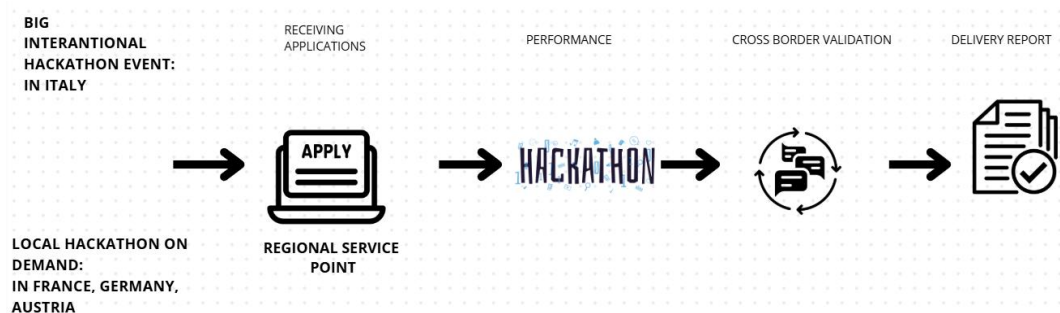 BIG
INTERANTIONAL
HACKATHON EVENT:
IN ITALY
RECEIVING
APPLICATIONS
PERFORMANCE
CROSS BORDER VALIDATION
DELIVERY REPORT
APPLY
HACKATHON
REGIONAL SERVICE
POINT
LOCAL HACKATHON ON
DEMAND:
IN FRANCE, GERMANY,
AUSTRIA